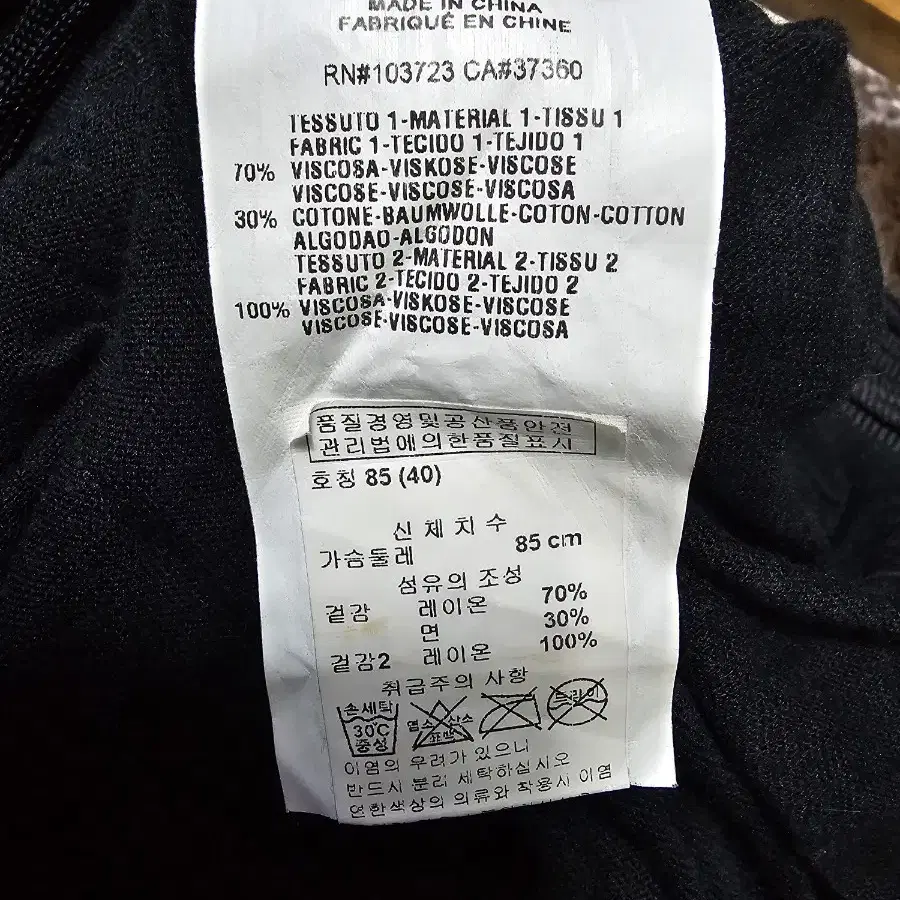 MADE IN CHINA
FABRIQUÉ EN CHINE
RN#103723 CA#37360
TESSUTO 1-MATERIAL 1-TISSU 1
FABRIC 1-TECIDO 1-TEJIDO 1
70% VISCOSA-VISKOSE-VISCOSE
VISCOSE-VISCOSE-VISCOSA
30% COTONE-BAUMWOLLE-COTON-COTTON
ALGODAO-ALGODON
TESSUTO 2-MATERIAL 2-TISSU 2
FABRIC 2-TECIDO 2-TEJIDO 2
100% VISCOSA-VISKOSE-VISCOSE
VISCOSE-VISCOSE-VISCOSA
품질경영및공산품안전
관리법에의한품질표시
호칭 85 (40)
신체치수
가슴둘레 85 cm
섬유의 조성
겉감 레이온 70%
면 30%
겉감2 레이온 100%
취급주의 사항
손세탁
30℃
중성
염소 산소
표백
드라이
이염의 우려가 있으니
반드시 분리 세탁하십시오
연한색상의 의류와 착용시 이염